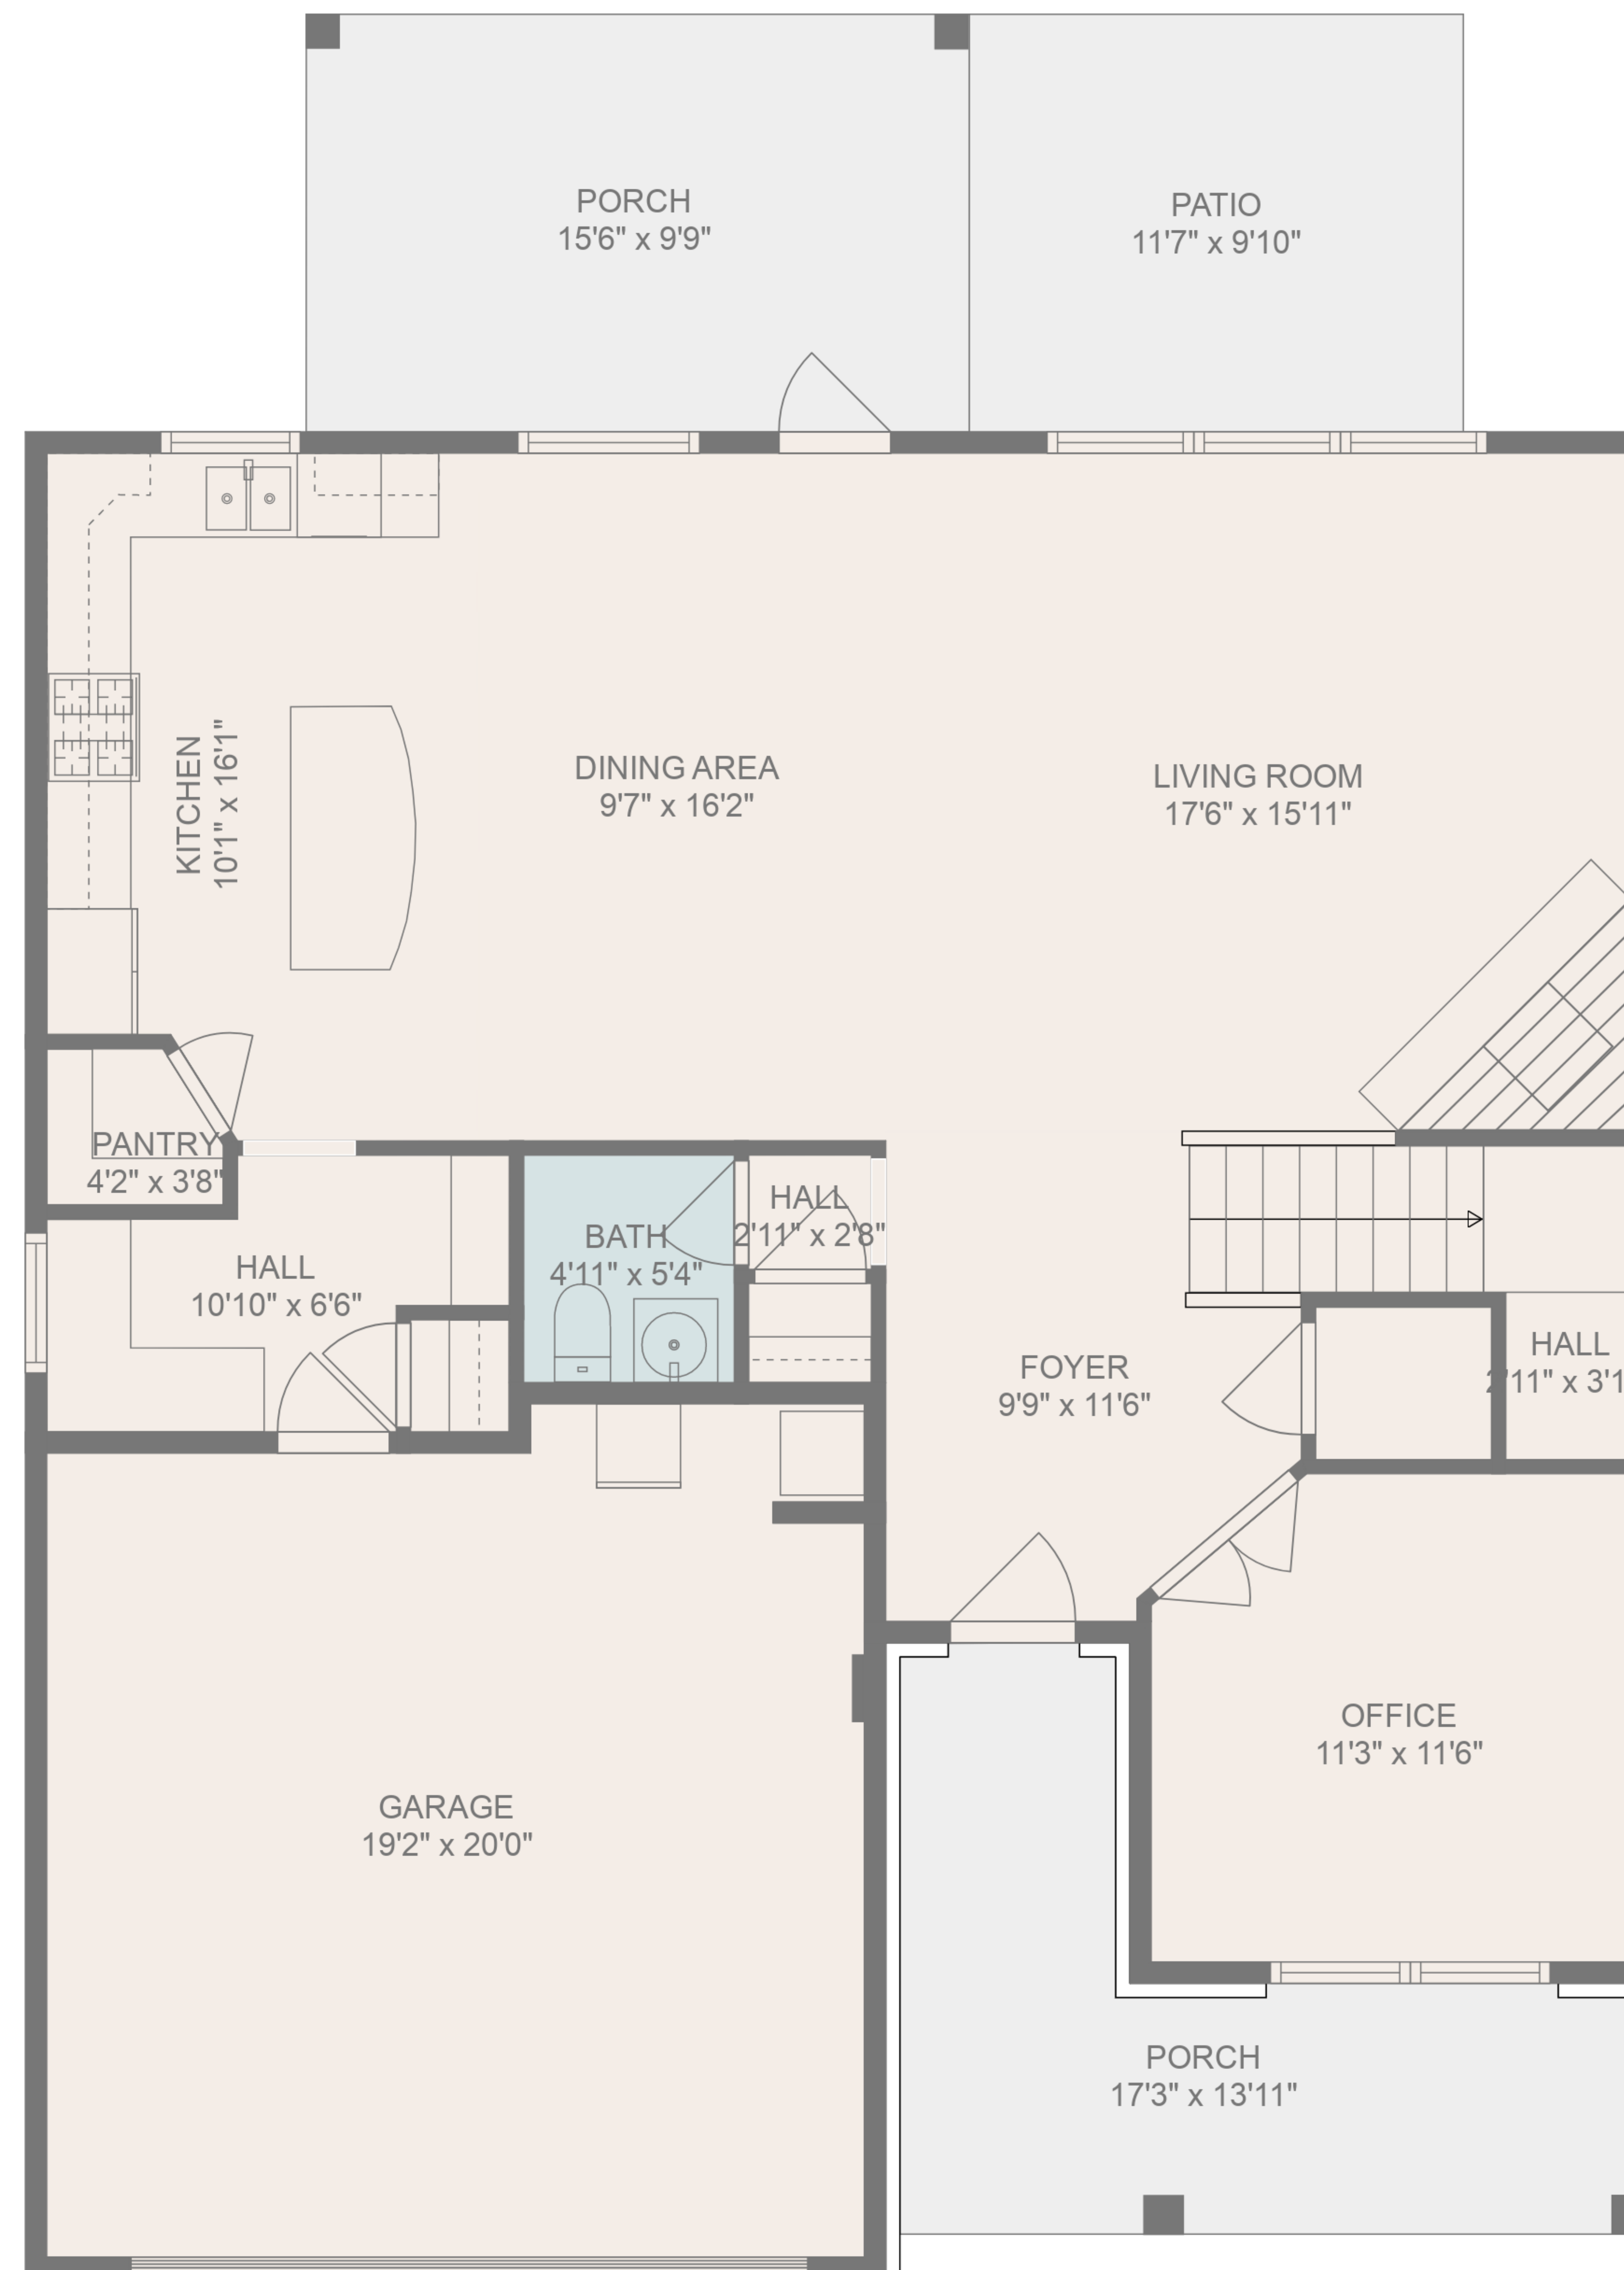 PORCH
15'6" x 9'9"
PATIO
11'7" x 9'10"
KITCHEN
10'1" x 16'1"
DINING AREA
9'7" x 16'2"
LIVING ROOM
17'6" x 15'11"
PANTRY
4'2" x 3'8"
HALL
10'10" x 6'6"
BATH
4'11" x 5'4"
HALL
2'11" x 2'8"
FOYER
9'9" x 11'6"
HALL
'11" x 3'1
OFFICE
11'3" x 11'6"
GARAGE
19'2" x 20'0"
PORCH
17'3" x 13'11"